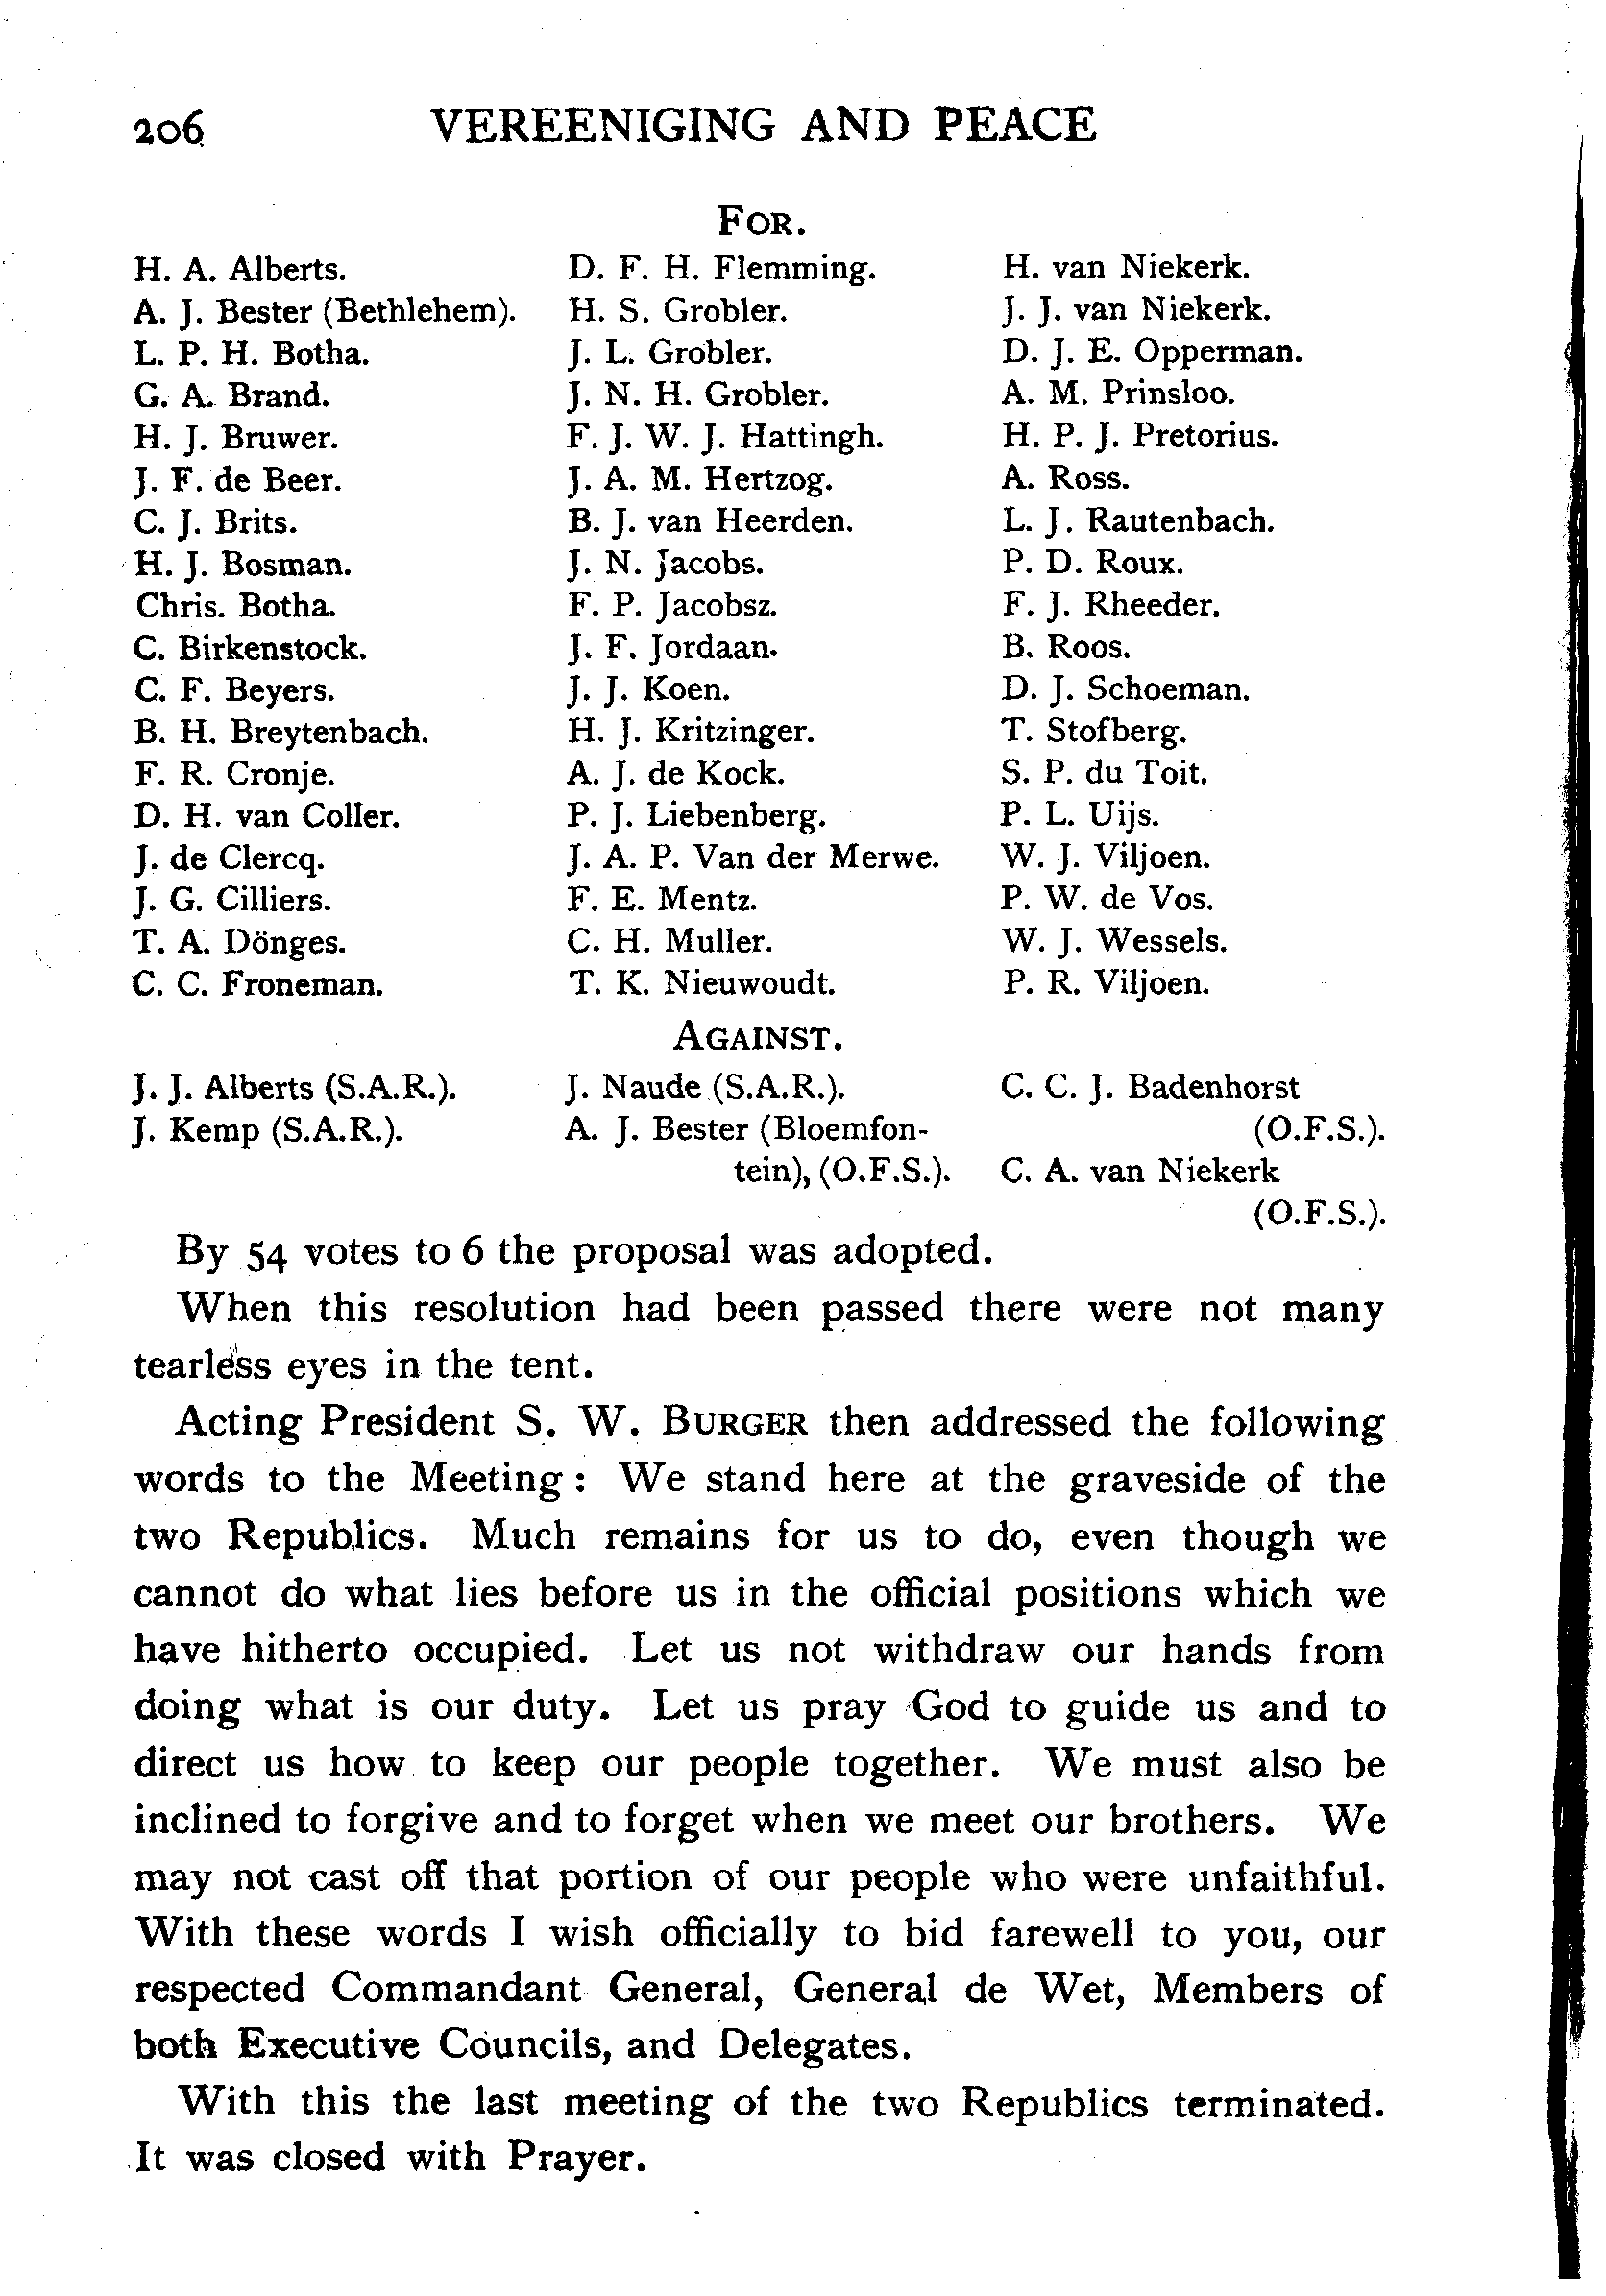 206 VEREENIGING AND PEACE
FOR.
H. A. Alberts. D. F. H. Flemming. H. van Niekerk.
A. J. Bester (Bethlehem). H. S. Grobler. J. J. van Niekerk.
L. P. H. Botha. J. L. Grobler. D. J. E. Opperman.
G. A. Brand. J. N. H. Grobler. A. M. Prinsloo.
H. J. Bruwer. F. J. W. J. Hattingh. H. P. J. Pretorius.
J. F. de Beer. J. A. M. Hertzog. A. Ross.
C. J. Brits. B. J. van Heerden. L. J. Rautenbach.
H. J. Bosman. J. N. Jacobs. P. D. Roux.
Chris. Botha. F. P. Jacobsz. F. J. Rheeder.
C. Birkenstock. J. F. Jordaan. B. Roos.
C. F. Beyers. J. J. Koen. D. J. Schoeman.
B. H. Breytenbach. H. J. Kritzinger. T. Stofberg.
F. R. Cronje. A. J. de Kock. S. P. du Toit.
D. H. van Coller. P. J. Liebenberg. P. L. Uijs.
J. de Clercq. J. A. P. Van der Merwe. W. J. Viljoen.
J. G. Cilliers. F. E. Mentz. P. W. de Vos.
T. A. Dönges. C. H. Muller. W. J. Wessels.
C. C. Froneman. T. K. Nieuwoudt. P. R. Viljoen.
AGAINST.
J. J. Alberts (S.A.R.). J. Naude (S.A.R.). C. C. J. Badenhorst
J. Kemp (S.A.R.). A. J. Bester (Bloemfon- (O.F.S.).
tein), (O.F.S.). C. A. van Niekerk
(O.F.S.).
By 54 votes to 6 the proposal was adopted.
When this resolution had been passed there were not many
tearless eyes in the tent.
Acting President S. W. BURGER then addressed the following
words to the Meeting: We stand here at the graveside of the
two Republics. Much remains for us to do, even though we
cannot do what lies before us in the official positions which we
have hitherto occupied. Let us not withdraw our hands from
doing what is our duty. Let us pray God to guide us and to
direct us how to keep our people together. We must also be
inclined to forgive and to forget when we meet our brothers. We
may not cast off that portion of our people who were unfaithful.
With these words I wish officially to bid farewell to you, our
respected Commandant General, General de Wet, Members of
both Executive Councils, and Delegates.
With this the last meeting of the two Republics terminated.
It was closed with Prayer.